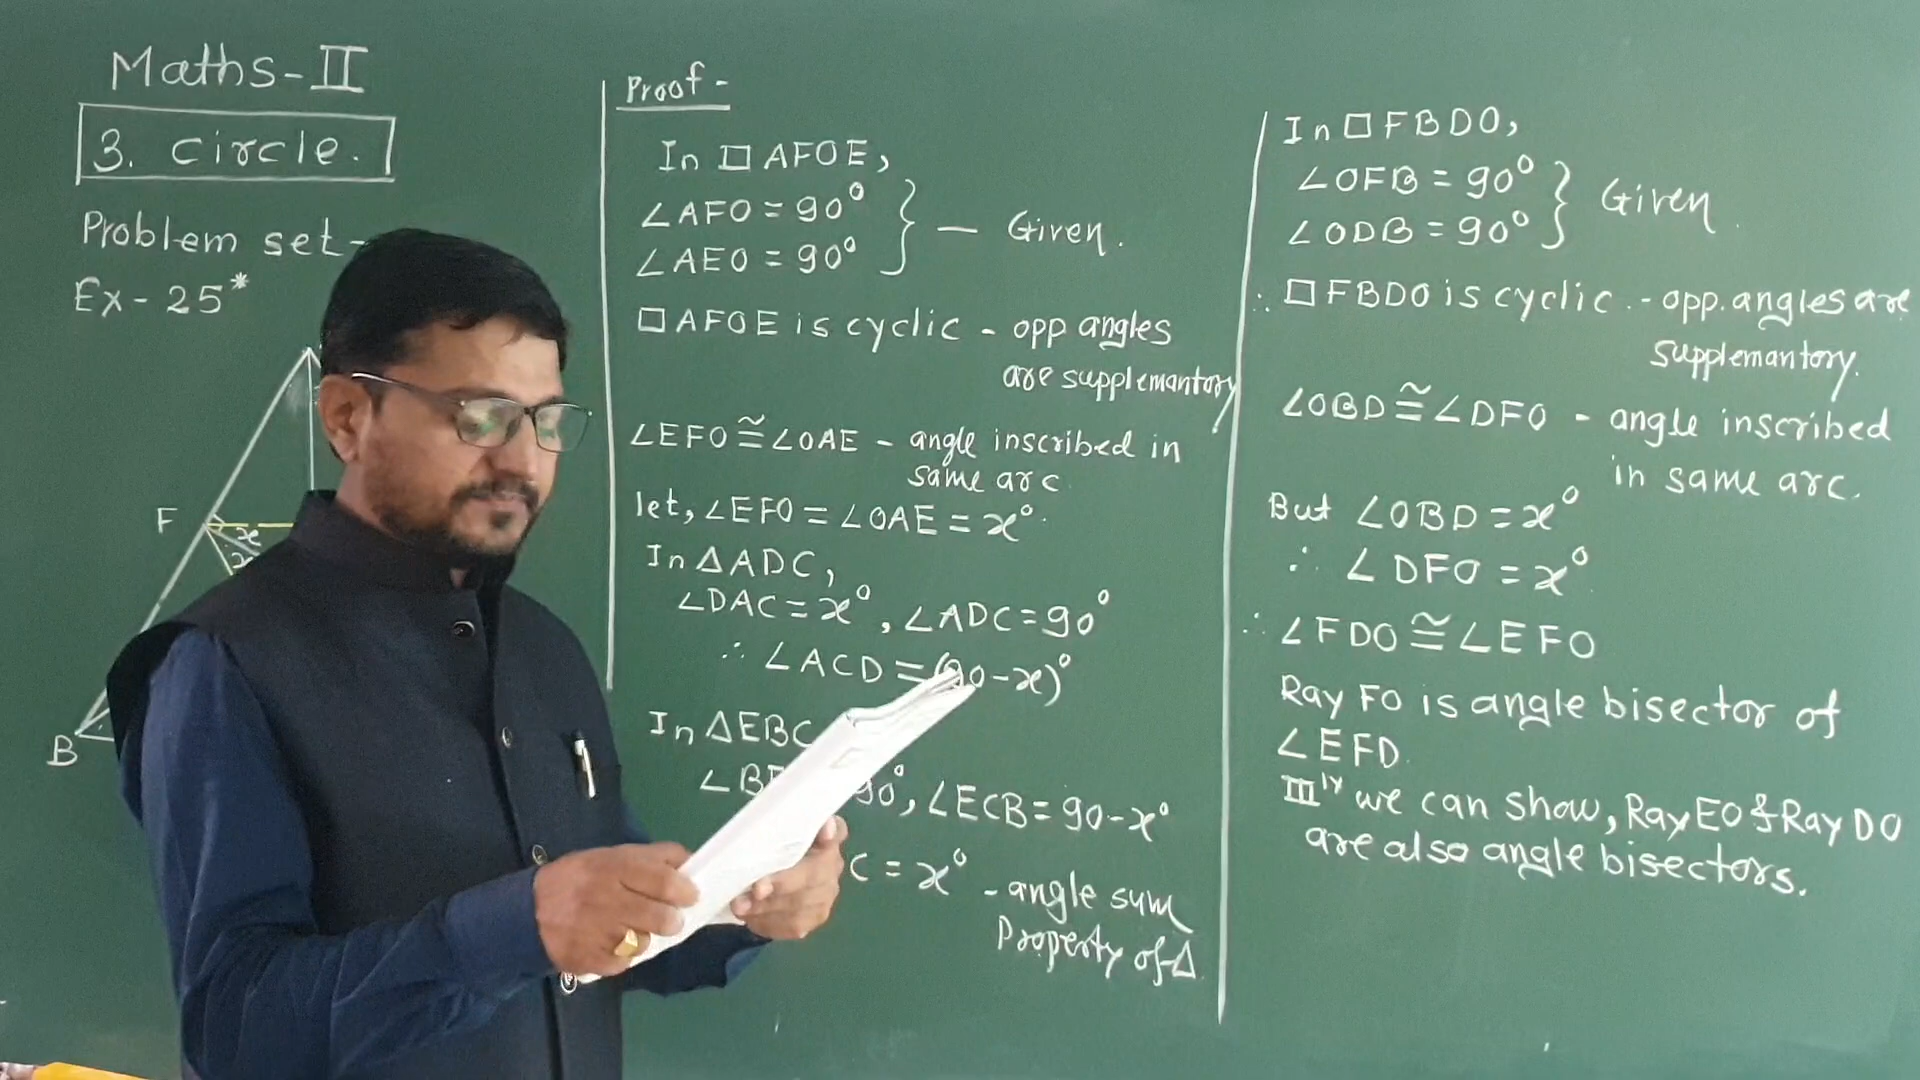 Maths-II
3. circle.
Problem set-
Ex-25*
F
x
x
B
Proof-
In □AFOE,
∠AFO = 90°
∠AEO = 90° } — Given.
□AFOE is cyclic - opp angles
are supplemantory
∠EFO ≅ ∠OAE - angle inscribed in
same arc
let, ∠EFO = ∠OAE = x°.
In ΔADC,
∠DAC = x°, ∠ADC = 90°
∴ ∠ACD = (90-x)°
In ΔEBC
90°, ∠ECB = 90-x°
C = x° - angle sum
Property of Δ.
In □FBDO,
∠OFB = 90°
∠ODB = 90° } Given.
∴ □FBDO is cyclic. - opp. angles are
supplemantory.
∠OBD ≅ ∠DFO - angle inscribed
in same arc.
But ∠OBD = x°
∴ ∠DFO = x°
∴ ∠FDO ≅ ∠EFO
Ray FO is angle bisector of
∠EFD.
IIIly we can show, Ray EO & Ray DO
are also angle bisectors.